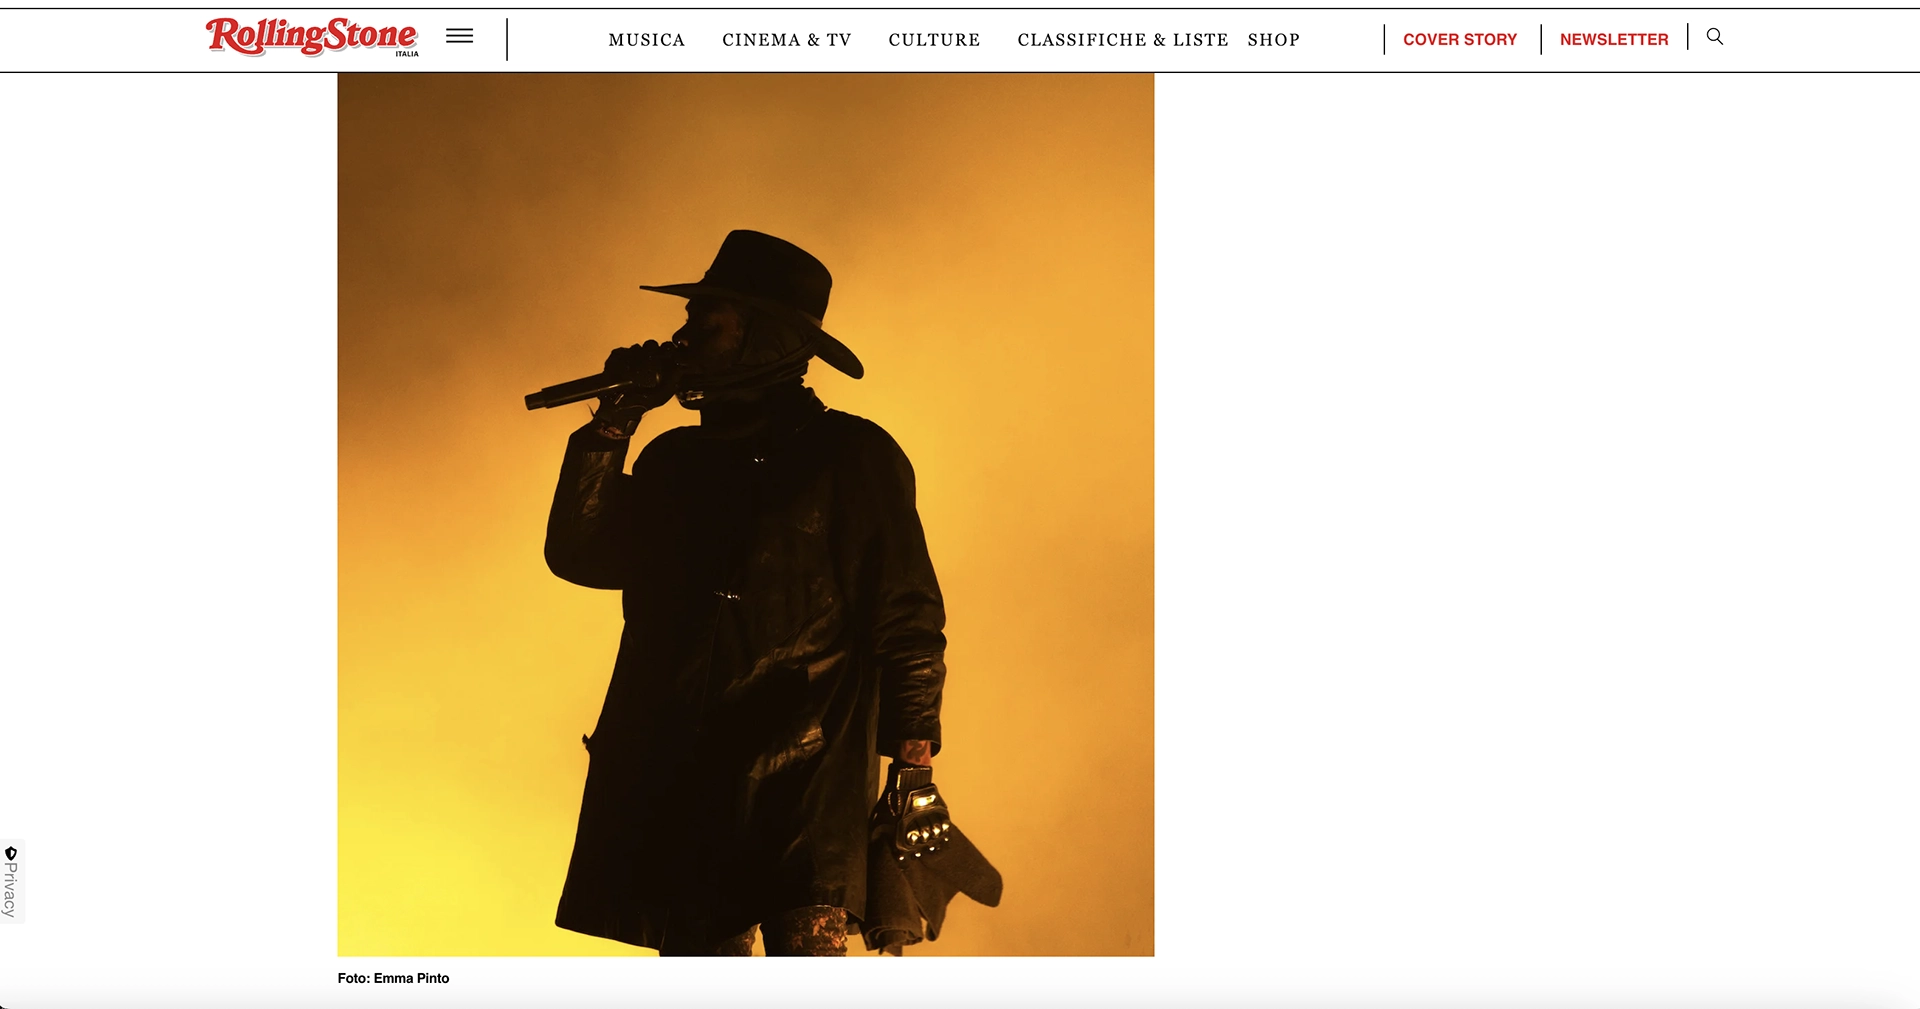 RollingStone
ITALIA
MUSICA
CINEMA & TV
CULTURE
CLASSIFICHE & LISTE
SHOP
COVER STORY
NEWSLETTER
Privacy
Foto: Emma Pinto